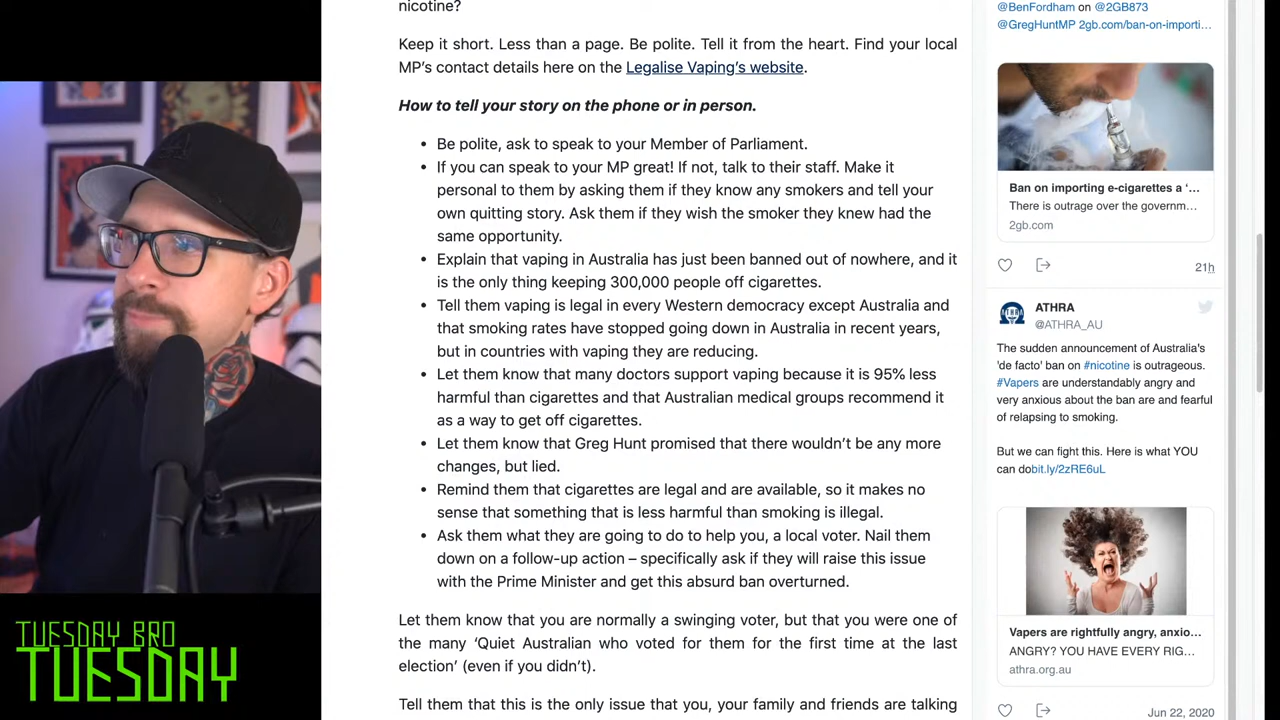 nicotine?
Keep it short. Less than a page. Be polite. Tell it from the heart. Find your local
MP's contact details here on the Legalise Vaping's website.
How to tell your story on the phone or in person.
• Be polite, ask to speak to your Member of Parliament.
• If you can speak to your MP great! If not, talk to their staff. Make it
personal to them by asking them if they know any smokers and tell your
own quitting story. Ask them if they wish the smoker they knew had the
same opportunity.
• Explain that vaping in Australia has just been banned out of nowhere, and it
is the only thing keeping 300,000 people off cigarettes.
• Tell them vaping is legal in every Western democracy except Australia and
that smoking rates have stopped going down in Australia in recent years,
but in countries with vaping they are reducing.
• Let them know that many doctors support vaping because it is 95% less
harmful than cigarettes and that Australian medical groups recommend it
as a way to get off cigarettes.
• Let them know that Greg Hunt promised that there wouldn't be any more
changes, but lied.
• Remind them that cigarettes are legal and are available, so it makes no
sense that something that is less harmful than smoking is illegal.
• Ask them what they are going to do to help you, a local voter. Nail them
down on a follow-up action – specifically ask if they will raise this issue
with the Prime Minister and get this absurd ban overturned.
Let them know that you are normally a swinging voter, but that you were one of
the many 'Quiet Australian who voted for them for the first time at the last
election' (even if you didn't).
Tell them that this is the only issue that you, your family and friends are talking
@BenFordham on @2GB873
@GregHuntMP 2gb.com/ban-on-importi...
Ban on importing e-cigarettes a '...
There is outrage over the governm...
2gb.com
21h
ATHRA
@ATHRA_AU
The sudden announcement of Australia's
'de facto' ban on #nicotine is outrageous.
#Vapers are understandably angry and
very anxious about the ban are and fearful
of relapsing to smoking.
But we can fight this. Here is what YOU
can dobit.ly/2zRE6uL
Vapers are rightfully angry, anxio...
ANGRY? YOU HAVE EVERY RIG...
athra.org.au
Jun 22, 2020
TUESDAY BRO
TUESDAY